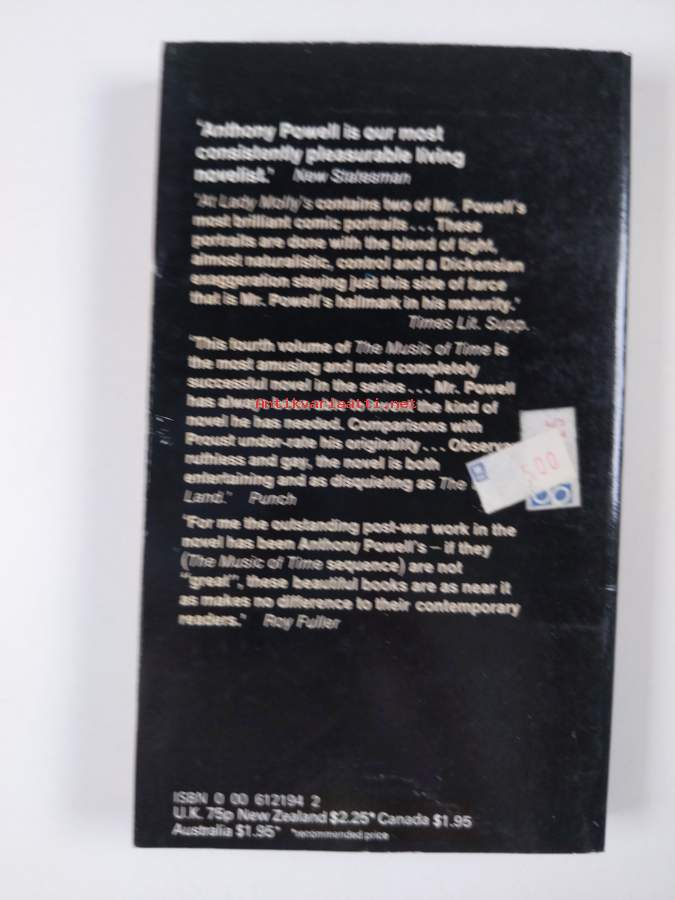 'Anthony Powell is our most
consistently pleasurable living
novelist.' New Statesman
'At Lady Molly's contains two of Mr. Powell's
most brilliant comic portraits . . . These
portraits are done with the blend of tight,
almost naturalistic, control and a Dickensian
exaggeration staying just this side of farce
that is Mr. Powell's hallmark in his maturity.'
Times Lit. Supp.
'This fourth volume of The Music of Time is
the most amusing and most completely
successful novel in the series . . . Mr. Powell
has always the kind of
Antikvariaatti.net
novel he has needed. Comparisons with
Proust under-rate his originality . . .
ruthless and gay, the novel is both
entertaining and as disquieting as The
Land.' Punch
500
'For me the outstanding post-war work in the
novel has been Anthony Powell's – if they
(The Music of Time sequence) are not
"great", these beautiful books are as near it
as makes no difference to their contemporary
readers.' Roy Fuller
ISBN 0 00 612194 2
U.K. 75p New Zealand $2.25* Canada $1.95
Australia $1.95* *recommended price